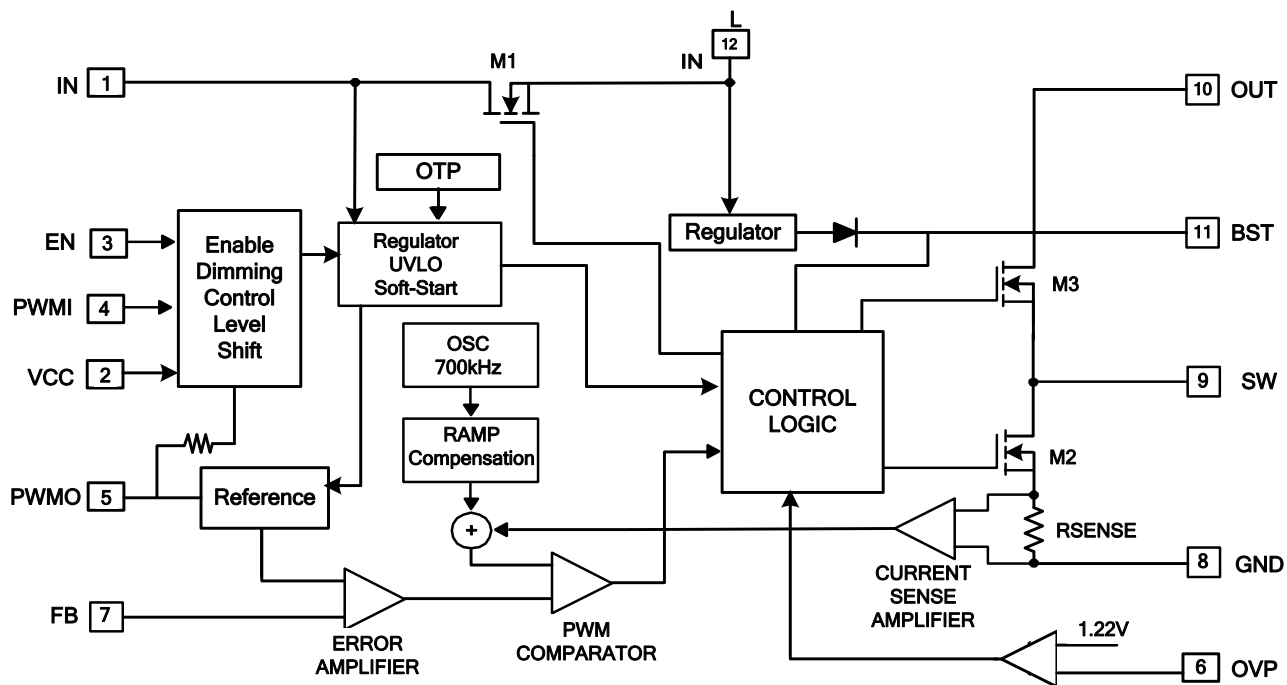 L
12
M1
IN
IN 1
10 OUT
OTP
Regulator
11 BST
EN 3
Enable
Dimming
Control
Level
Shift
Regulator
UVLO
Soft-Start
M3
PWMI 4
OSC
700kHz
VCC 2
9 SW
CONTROL
LOGIC
RAMP
Compensation
M2
PWMO 5
Reference
+
RSENSE
8 GND
CURRENT
SENSE
AMPLIFIER
FB 7
ERROR
AMPLIFIER
PWM
COMPARATOR
1.22V
6 OVP